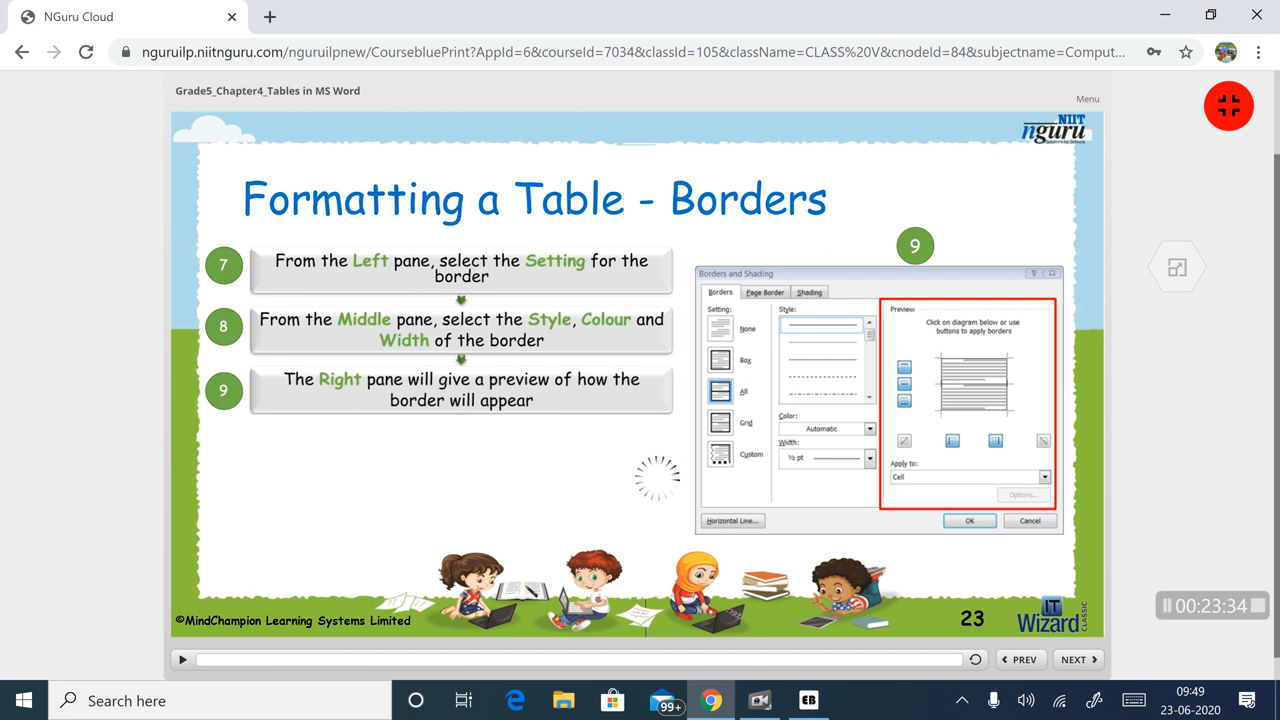 NGuru Cloud
nguruilp.niitnguru.com/nguruilpnew/CoursebluePrint?AppId=6&courseId=7034&classId=105&className=CLASS%20V&cnodeId=84&subjectname=Comput...
Grade5_Chapter4_Tables in MS Word
Menu
NIIT
nguru
Solutions for Schools
Formatting a Table - Borders
7
From the Left pane, select the Setting for the
border
8
From the Middle pane, select the Style, Colour and
Width of the border
9
The Right pane will give a preview of how the
border will appear
9
Borders and Shading
Borders
Page Border
Shading
Setting:
None
Box
All
Grid
Custom
Style:
Color:
Automatic
Width:
½ pt
Preview
Click on diagram below or use
buttons to apply borders
Apply to:
Cell
Options...
Horizontal Line...
OK
Cancel
©MindChampion Learning Systems Limited
23
IT
Wizard
CLASSIC
00:23:34
PREV
NEXT
Search here
99+
EB
09:49
23-06-2020